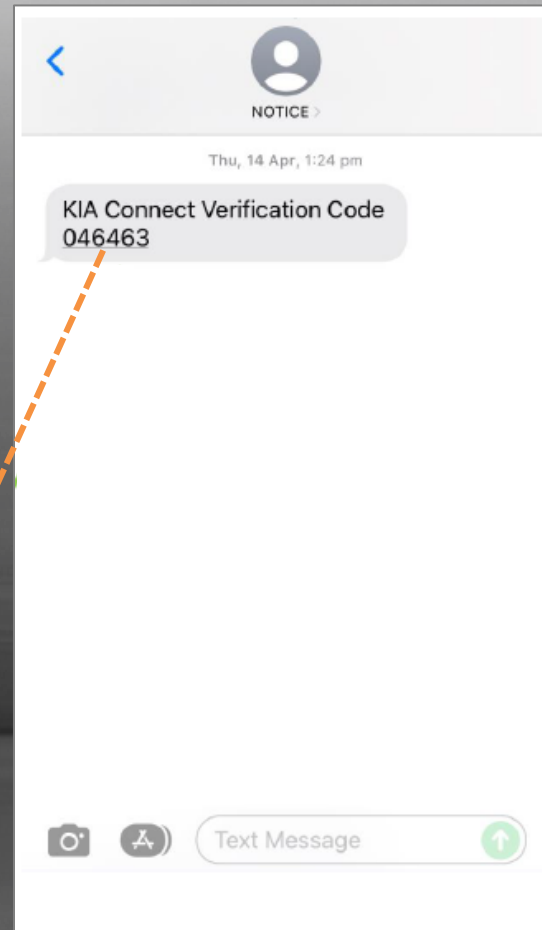 NOTICE
Thu, 14 Apr, 1:24 pm
KIA Connect Verification Code
046463
Text Message